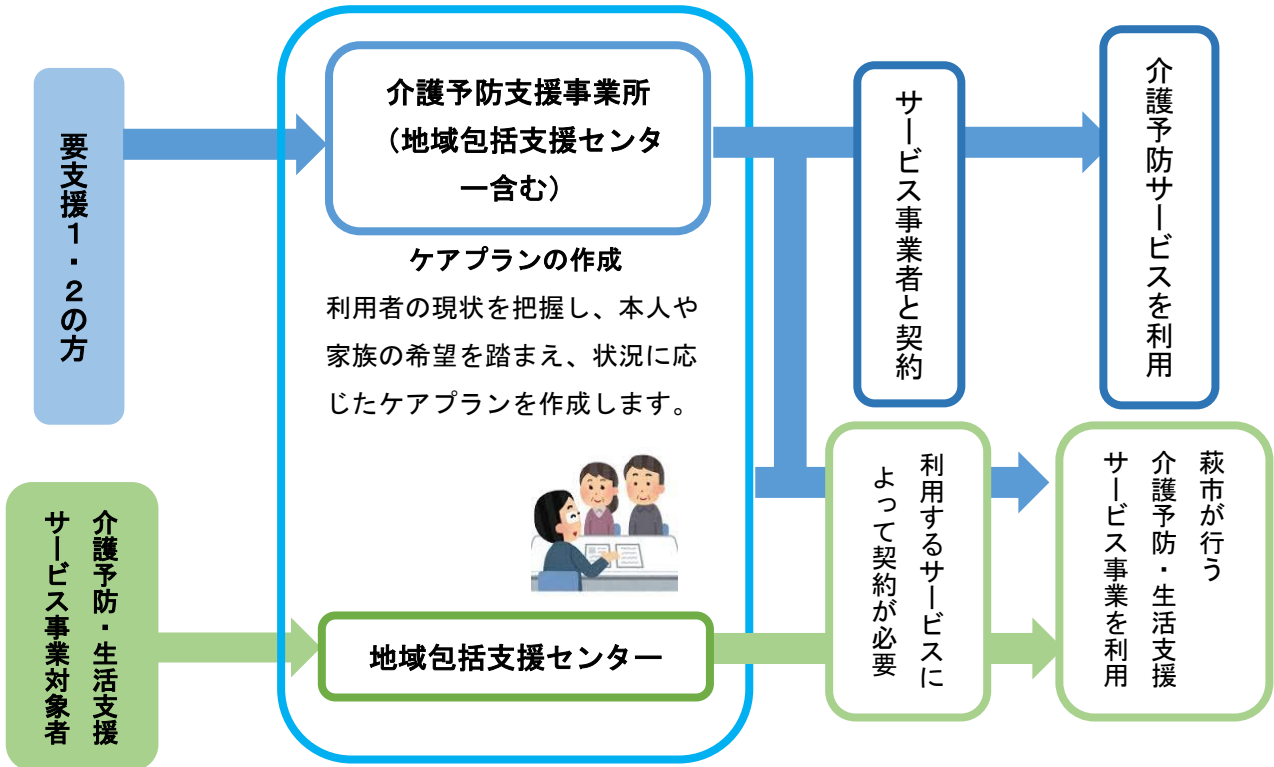 要支援１・２の方
介護予防支援事業所
（地域包括支援センタ
ー含む）
ケアプランの作成
利用者の現状を把握し、本人や
家族の希望を踏まえ、状況に応
じたケアプランを作成します。
サービス事業者と契約
介護予防サービスを利用
介護予防・生活支援
サービス事業対象者
地域包括支援センター
利用するサービスに
よって契約が必要
萩市が行う
介護予防・生活支援
サービス事業を利用